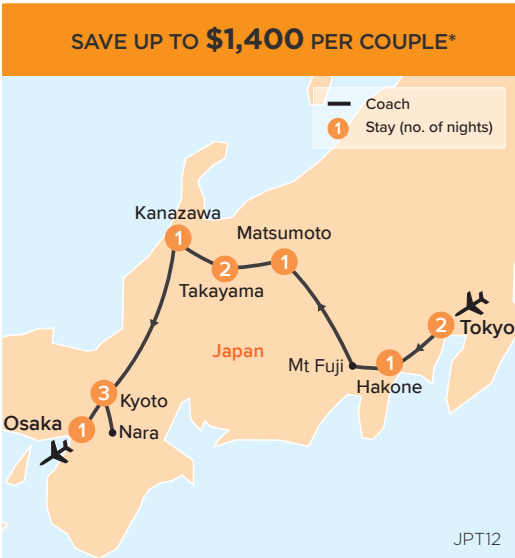 SAVE UP TO $1,400 PER COUPLE*
Coach
1 Stay (no. of nights)
Kanazawa
1
Matsumoto
1
2
Takayama
2
Tokyo
Japan
Mt Fuji
1
Hakone
3
Kyoto
Osaka
1
Nara
JPT12